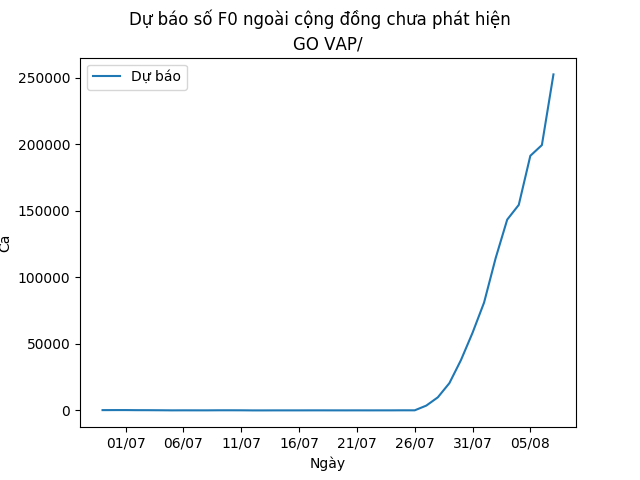 Dự báo số F0 ngoài cộng đồng chưa phát hiện
GO VAP/
Dự báo
250000
200000
150000
100000
50000
0
Ca
01/07 06/07 11/07 16/07 21/07 26/07 31/07 05/08
Ngày